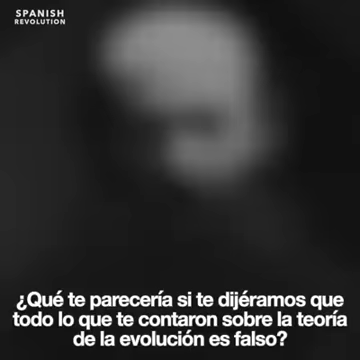 SPANISH
REVOLUTION
¿Qué te parecería si te dijéramos que
todo lo que te contaron sobre la teoría
de la evolución es falso?